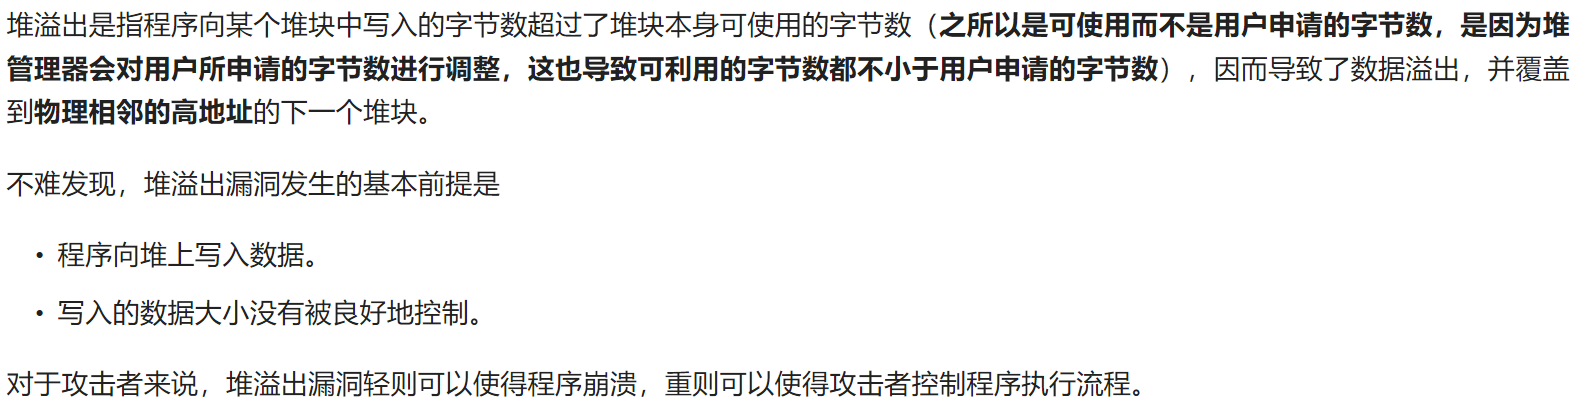 堆溢出是指程序向某个堆块中写入的字节数超过了堆块本身可使用的字节数（之所以是可使用而不是用户申请的字节数，是因为堆
管理器会对用户所申请的字节数进行调整，这也导致可利用的字节数都不小于用户申请的字节数），因而导致了数据溢出，并覆盖
到物理相邻的高地址的下一个堆块。
不难发现，堆溢出漏洞发生的基本前提是
• 程序向堆上写入数据。
• 写入的数据大小没有被良好地控制。
对于攻击者来说，堆溢出漏洞轻则可以使得程序崩溃，重则可以使得攻击者控制程序执行流程。